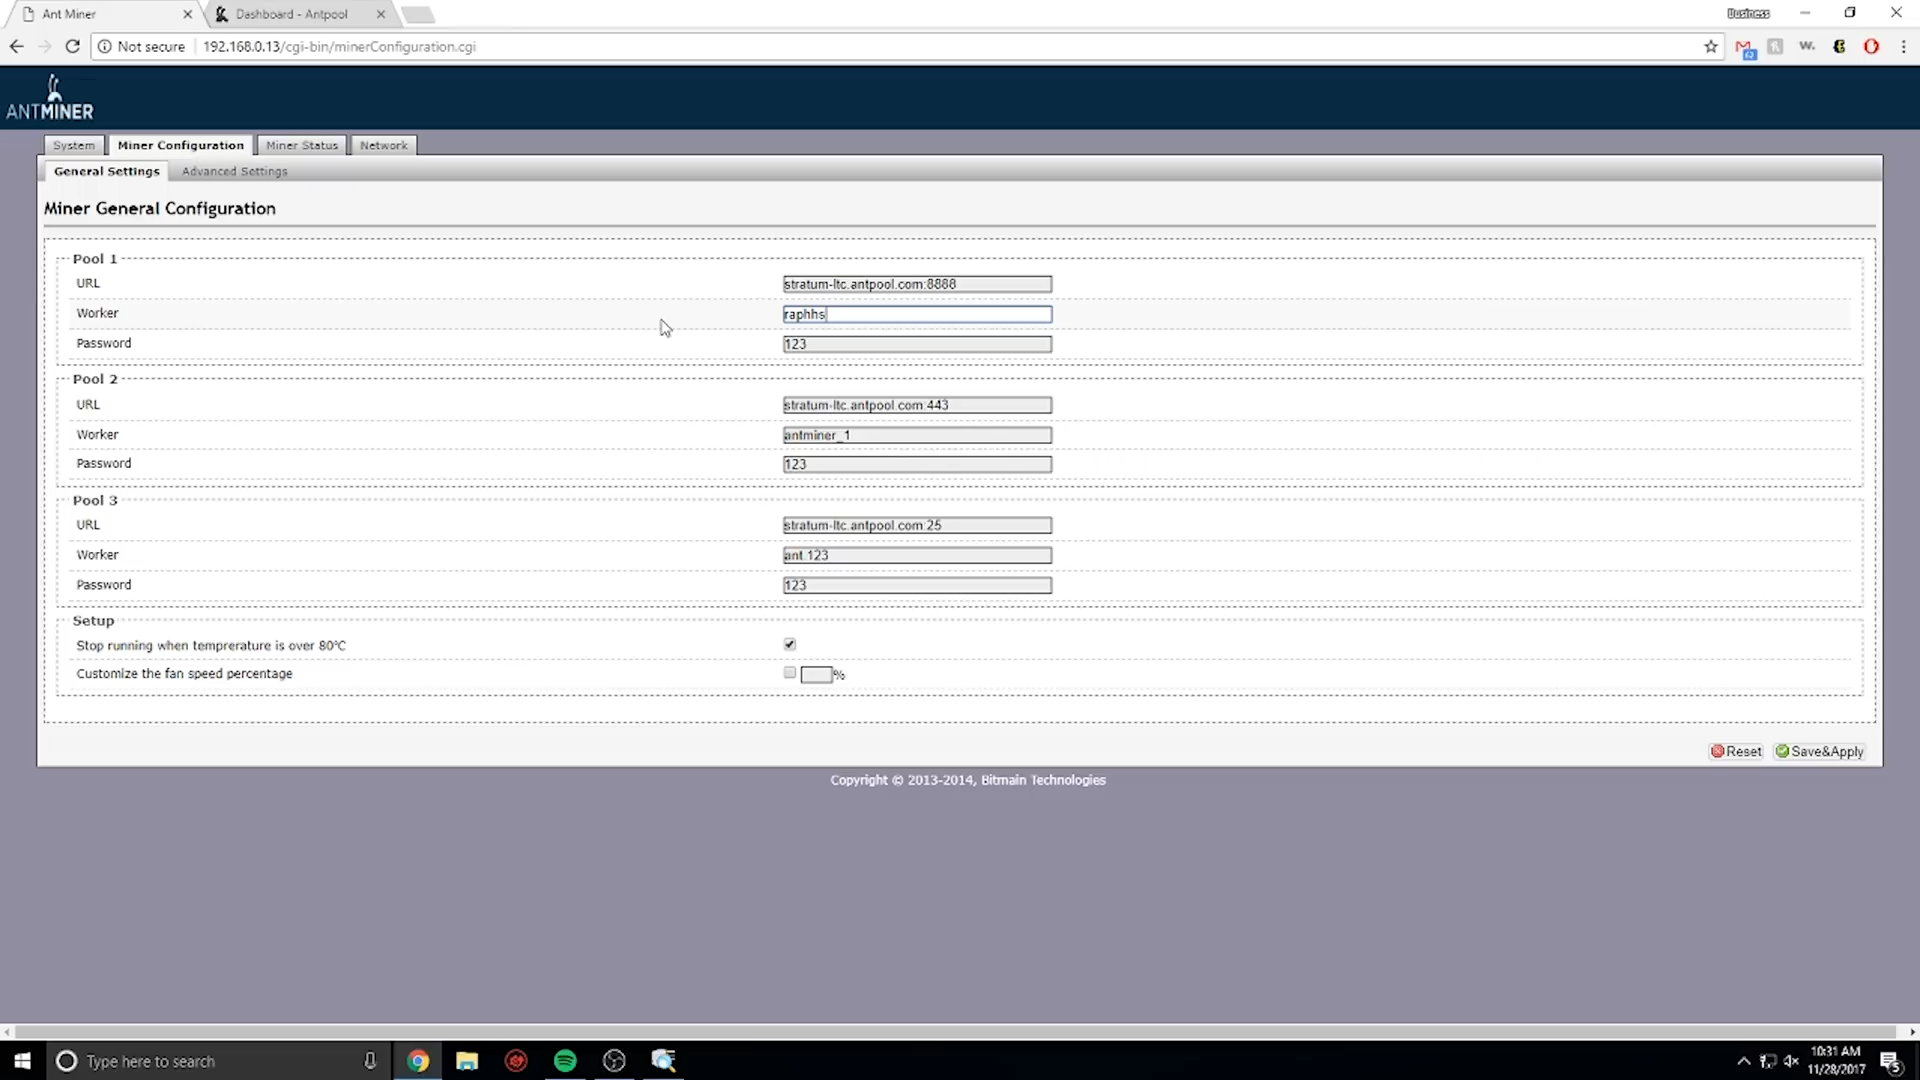 Ant Miner
Dashboard - Antpool
Business
Not secure
192.168.0.13/cgi-bin/minerConfiguration.cgi
W.
ANTMINER
System
Miner Configuration
Miner Status
Network
General Settings
Advanced Settings
Miner General Configuration
Pool 1
URL
stratum-ltc.antpool.com:8888
Worker
raphhs
Password
123
Pool 2
URL
stratum-ltc.antpool.com:443
Worker
antminer_1
Password
123
Pool 3
URL
stratum-ltc.antpool.com:25
Worker
ant.123
Password
123
Setup
Stop running when temprerature is over 80℃
Customize the fan speed percentage
%
Reset
Save&Apply
Copyright © 2013-2014, Bitmain Technologies
Type here to search
10:31 AM
11/28/2017
5